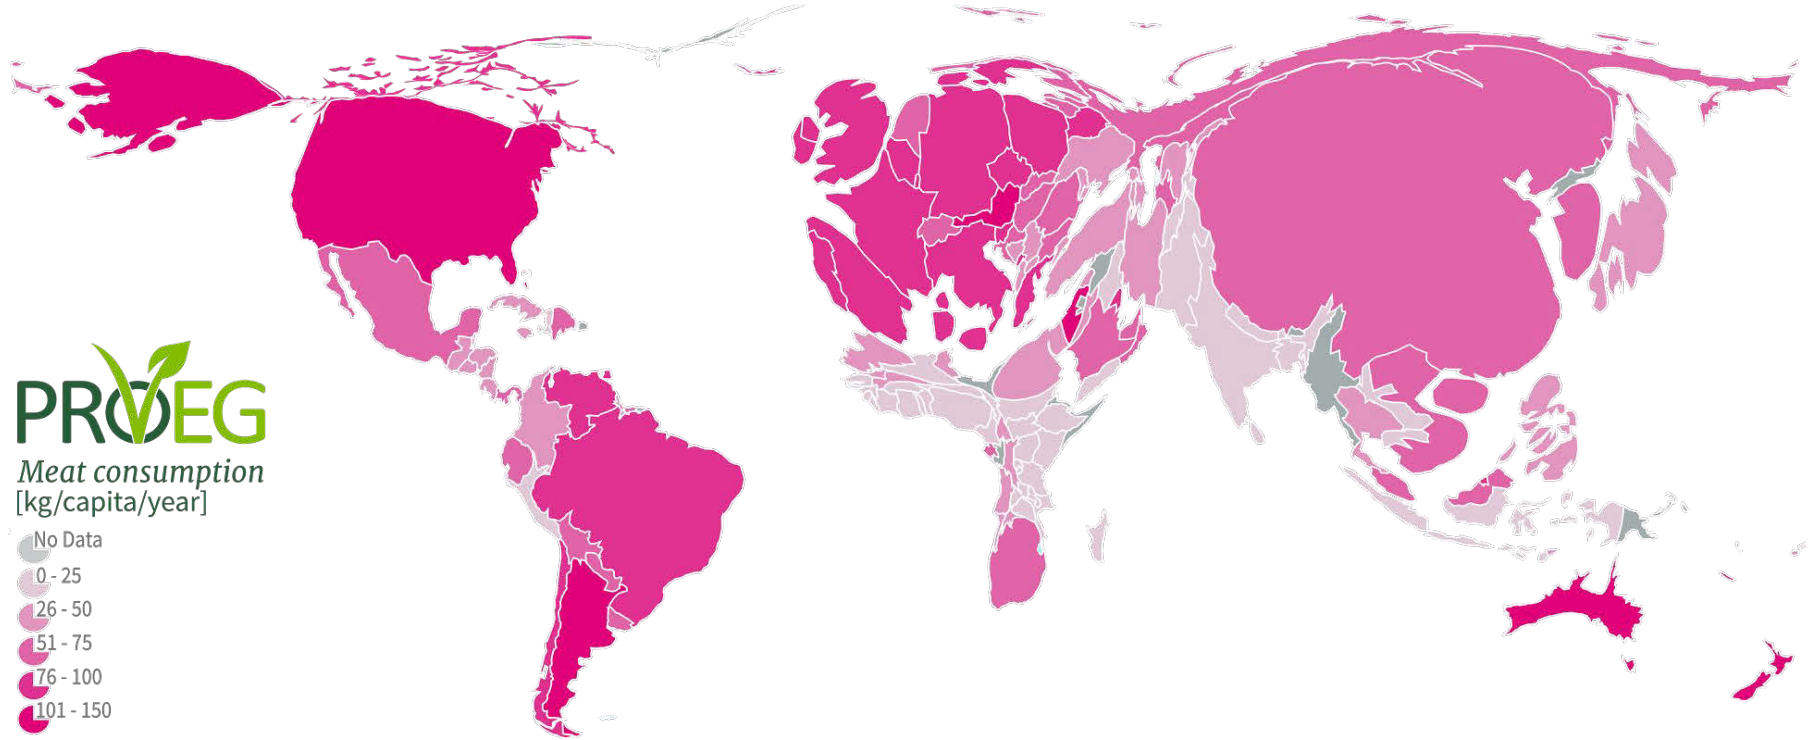 PROVEG
Meat consumption
[kg/capita/year]
No Data
0 - 25
26 - 50
51 - 75
76 - 100
101 - 150